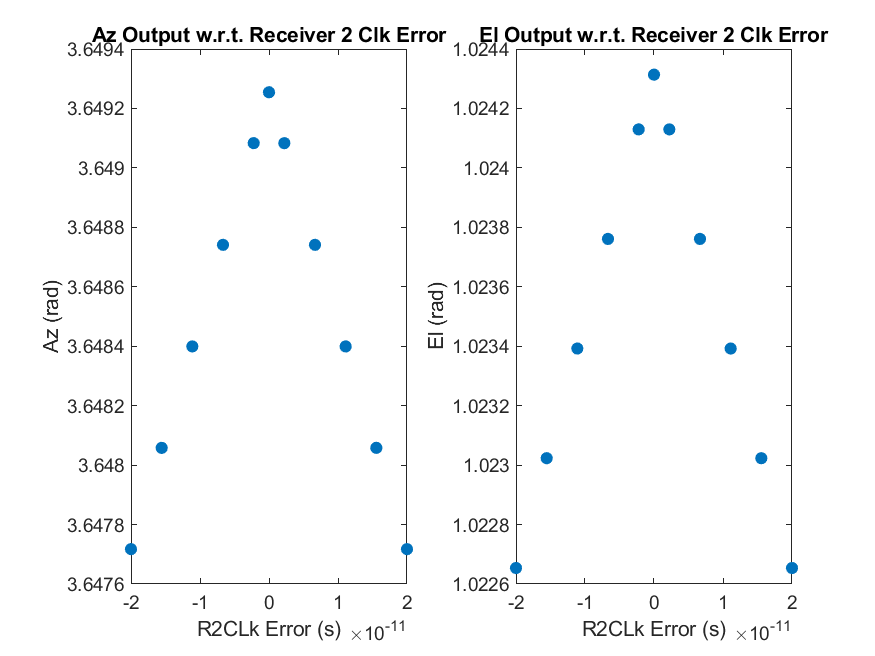 Az Output w.r.t. Receiver 2 Clk Error
3.6494
3.6492
3.649
3.6488
3.6486
3.6484
3.6482
3.648
3.6478
3.6476
Az (rad)
-2 -1 0 1 2
R2CLk Error (s) ×10-11
El Output w.r.t. Receiver 2 Clk Error
1.0244
1.0242
1.024
1.0238
1.0236
1.0234
1.0232
1.023
1.0228
1.0226
El (rad)
-2 -1 0 1 2
R2CLk Error (s) ×10-11